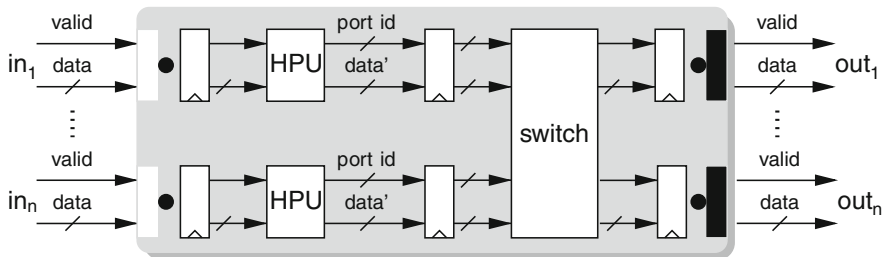 valid
port id
valid
in1
data
HPU
data'
out1
data
switch
valid
port id
valid
inn
data
HPU
data'
outn
data